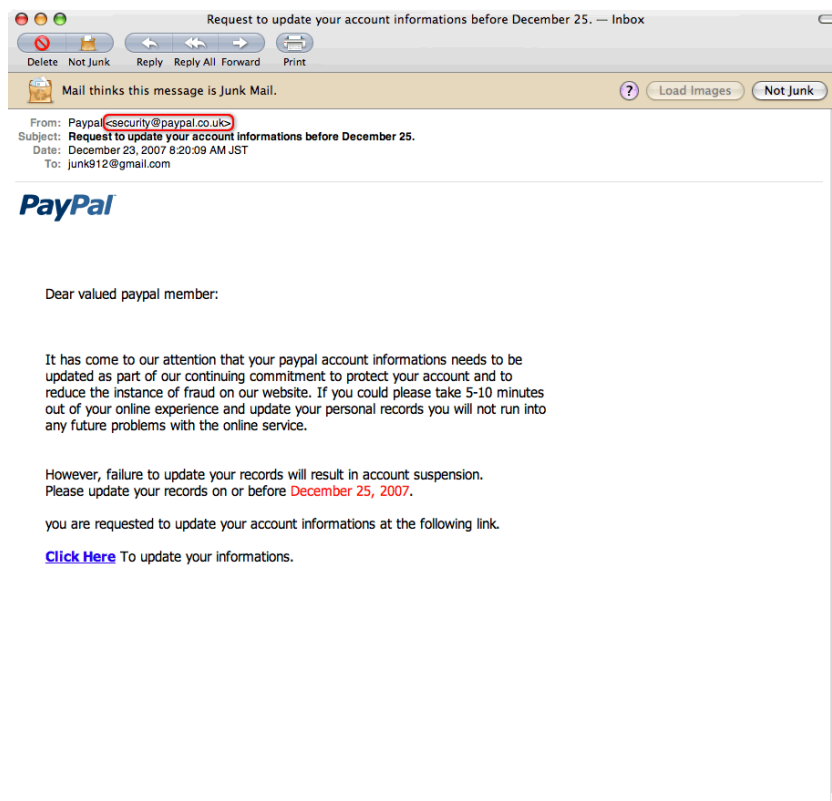 Request to update your account informations before December 25. — Inbox
Delete Not Junk Reply Reply All Forward Print
Mail thinks this message is Junk Mail. ? Load Images Not Junk
From: Paypal <security@paypal.co.uk>
Subject: Request to update your account informations before December 25.
Date: December 23, 2007 8:20:09 AM JST
To: junk912@gmail.com
PayPal
Dear valued paypal member:
It has come to our attention that your paypal account informations needs to be
updated as part of our continuing commitment to protect your account and to
reduce the instance of fraud on our website. If you could please take 5-10 minutes
out of your online experience and update your personal records you will not run into
any future problems with the online service.
However, failure to update your records will result in account suspension.
Please update your records on or before December 25, 2007.
you are requested to update your account informations at the following link.
Click Here To update your informations.